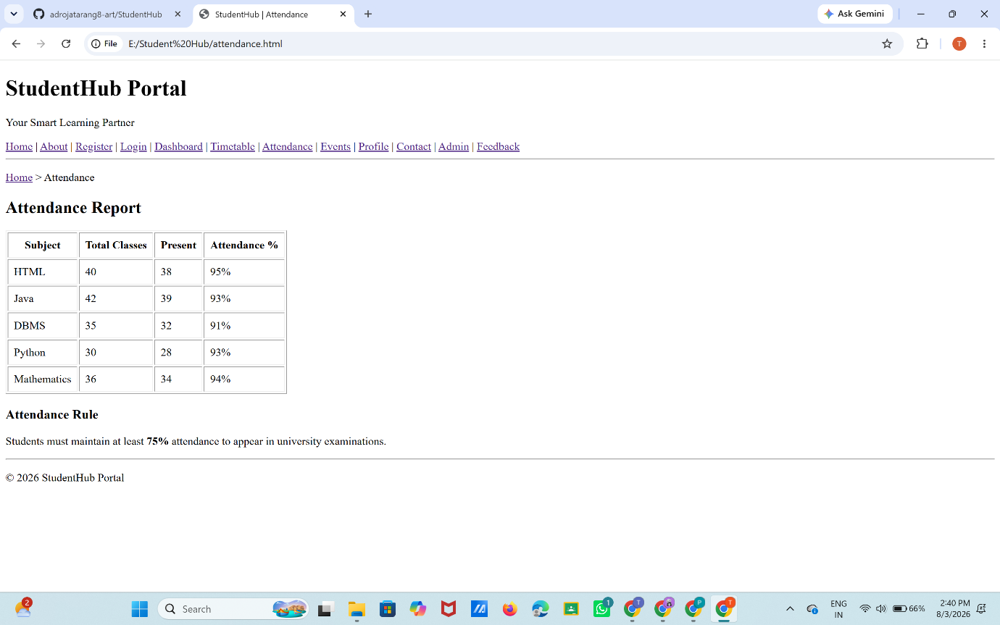 adrojatarang8-art/StudentHub
StudentHub | Attendance
Ask Gemini
File
E:/Student%20Hub/attendance.html
T
StudentHub Portal
Your Smart Learning Partner
Home | About | Register | Login | Dashboard | Timetable | Attendance | Events | Profile | Contact | Admin | Feedback
Home > Attendance
Attendance Report
Subject Total Classes Present Attendance %
HTML 40 38 95%
Java 42 39 93%
DBMS 35 32 91%
Python 30 28 93%
Mathematics 36 34 94%
Attendance Rule
Students must maintain at least 75% attendance to appear in university examinations.
© 2026 StudentHub Portal
2
Search
1
T
P
T
ENG
IN
66%
2:40 PM
8/3/2026